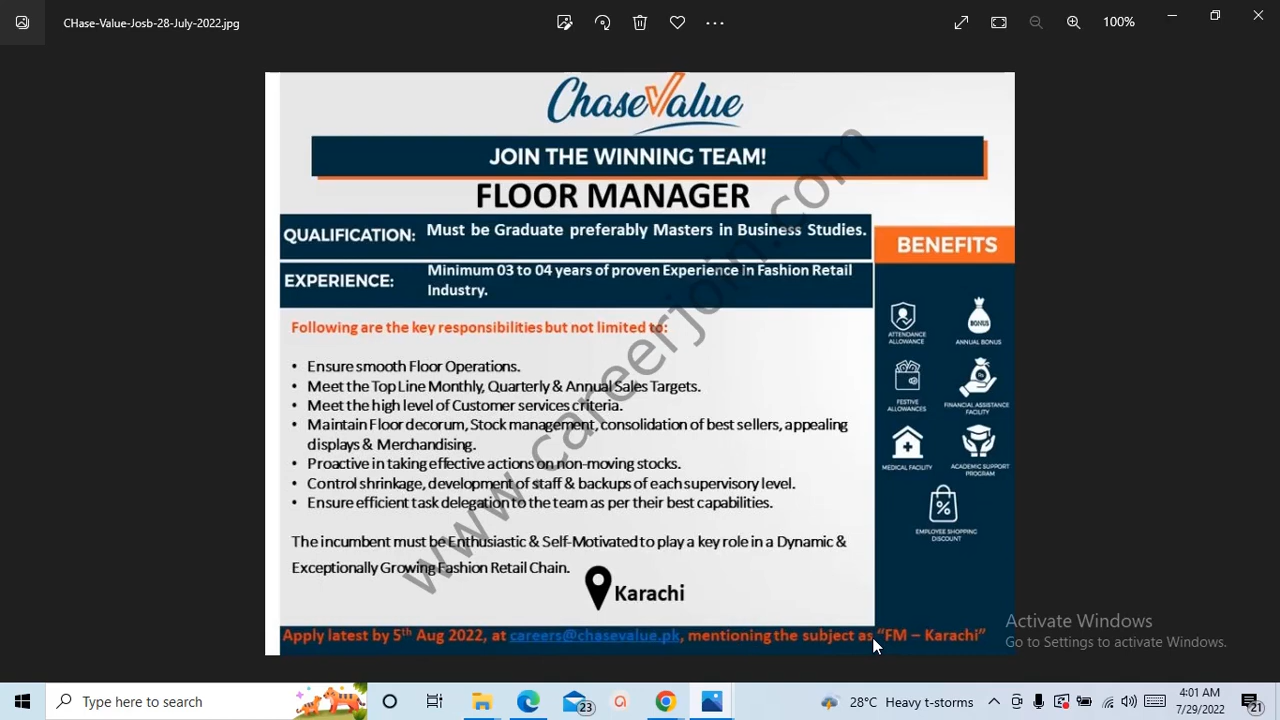 CHase-Value-Josb-28-July-2022.jpg
100%
ChaseValue
JOIN THE WINNING TEAM!
FLOOR MANAGER
QUALIFICATION: Must be Graduate preferably Masters in Business Studies.
EXPERIENCE: Minimum 03 to 04 years of proven Experience in Fashion Retail
Industry.
Following are the key responsibilities but not limited to:
• Ensure smooth Floor Operations.
• Meet the Top Line Monthly, Quarterly & Annual Sales Targets.
• Meet the high level of Customer services criteria.
• Maintain Floor decorum, Stock management, consolidation of best sellers, appealing
displays & Merchandising.
• Proactive in taking effective actions on non-moving stocks.
• Control shrinkage, development of staff & backups of each supervisory level.
• Ensure efficient task delegation to the team as per their best capabilities.
The incumbent must be Enthusiastic & Self-Motivated to play a key role in a Dynamic &
Exceptionally Growing Fashion Retail Chain.
Karachi
Apply latest by 5th Aug 2022, at careers@chasevalue.pk, mentioning the subject as “FM – Karachi”
BENEFITS
ATTENDANCE
ALLOWANCE
BONUS
ANNUAL BONUS
FESTIVE
ALLOWANCES
FINANCIAL ASSISTANCE
FACILITY
MEDICAL FACILITY
ACADEMIC SUPPORT
PROGRAM
EMPLOYEE SHOPPING
DISCOUNT
www.careerjoin.com
Activate Windows
Go to Settings to activate Windows.
Type here to search
23
28°C Heavy t-storms
4:01 AM
7/29/2022
21